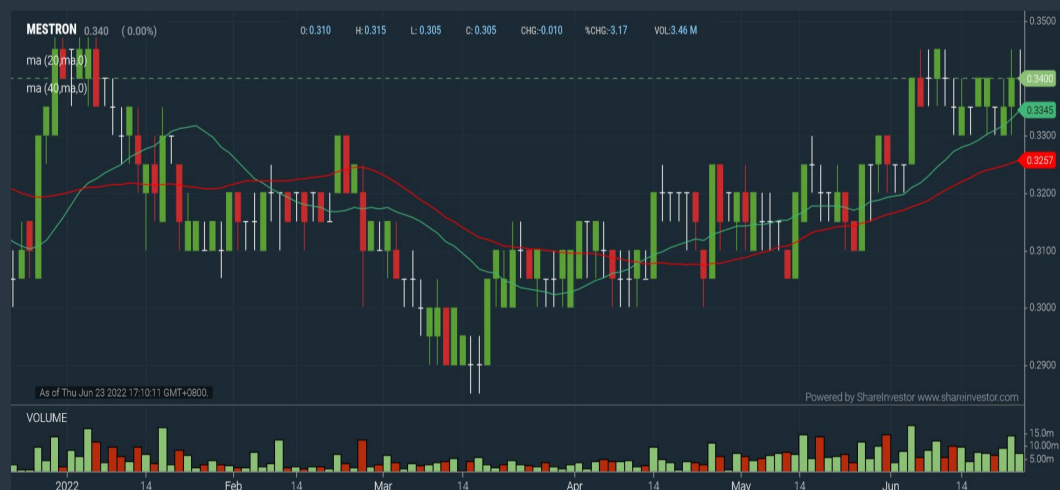 MESTRON 0.340 ( 0.00%) O: 0.310 H: 0.315 L: 0.305 C: 0.305 CHG:-0.010 %CHG:-3.17 VOL:3.46 M
ma (20,ma,0)
ma (40,ma,0)
0.3500
0.3400
0.3345
0.3300
0.3257
0.3200
0.3100
0.3000
0.2900
As of Thu Jun 23 2022 17:10:11 GMT+0800.
Powered by ShareInvestor www.shareinvestor.com
VOLUME
15.0m
10.00m
5.00m
2022 14 Feb 14 Mar 14 Apr 14 May 14 Jun 14